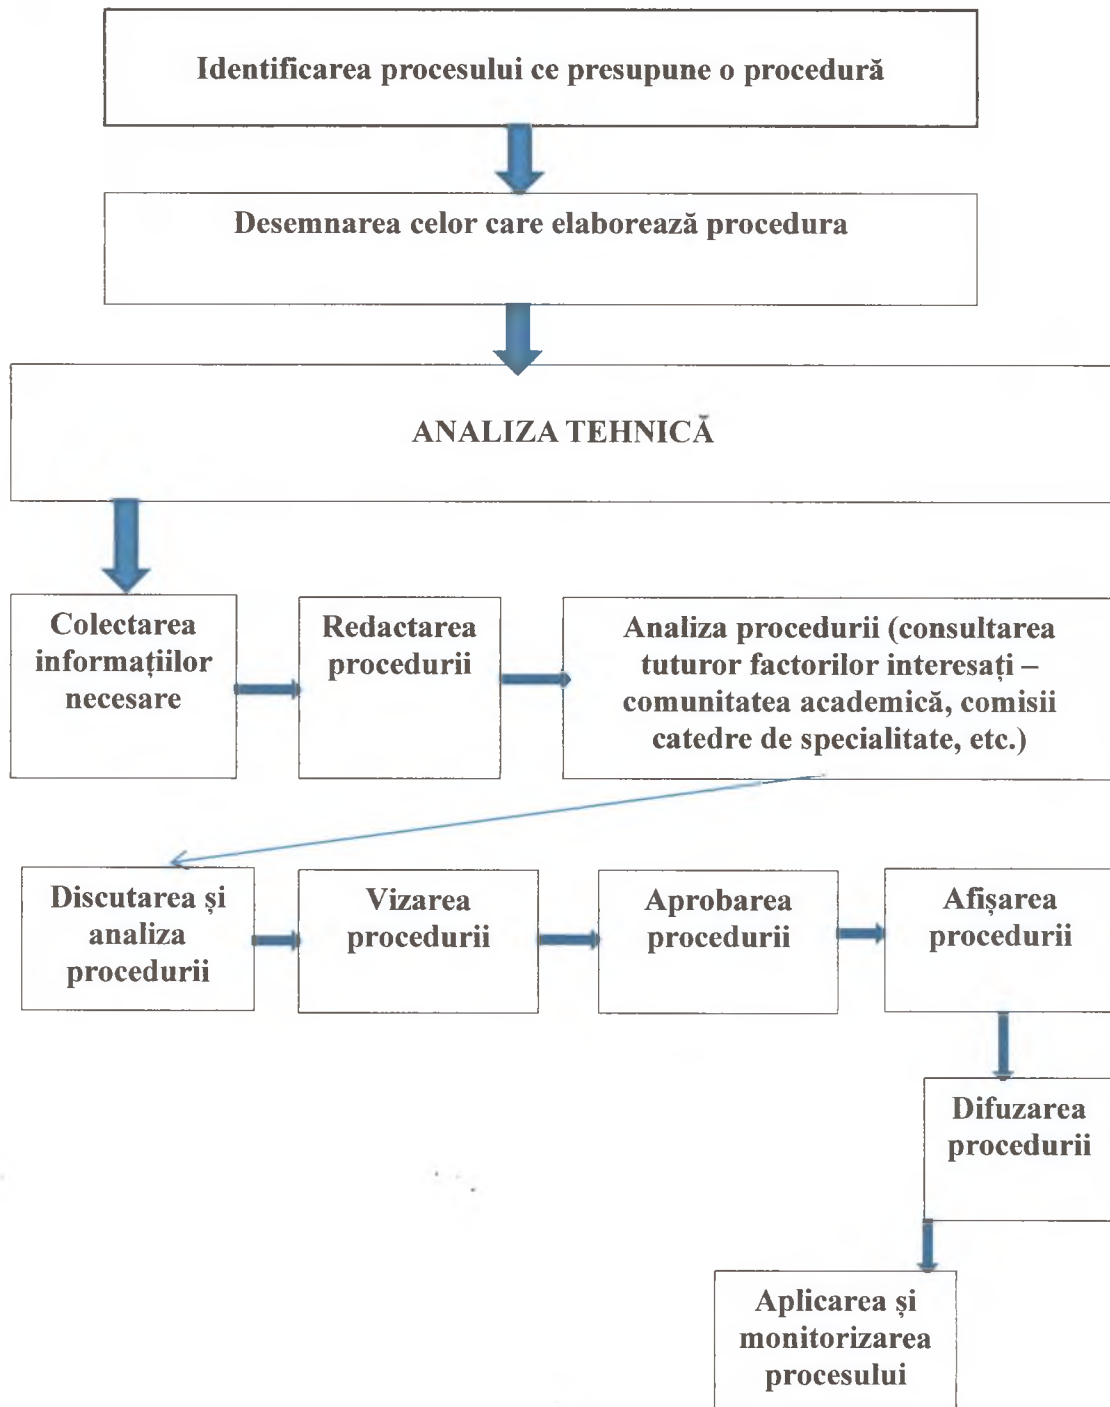 Identificarea procesului ce presupune o procedură
Desemnarea celor care elaborează procedura
ANALIZA TEHNICĂ
Colectarea
informațiilor
necesare
Redactarea
procedurii
Analiza procedurii (consultarea
tuturor factorilor interesați –
comunitatea academică, comisii
catedre de specialitate, etc.)
Discutarea și
analiza
procedurii
Vizarea
procedurii
Aprobarea
procedurii
Afișarea
procedurii
Difuzarea
procedurii
Aplicarea și
monitorizarea
procesului